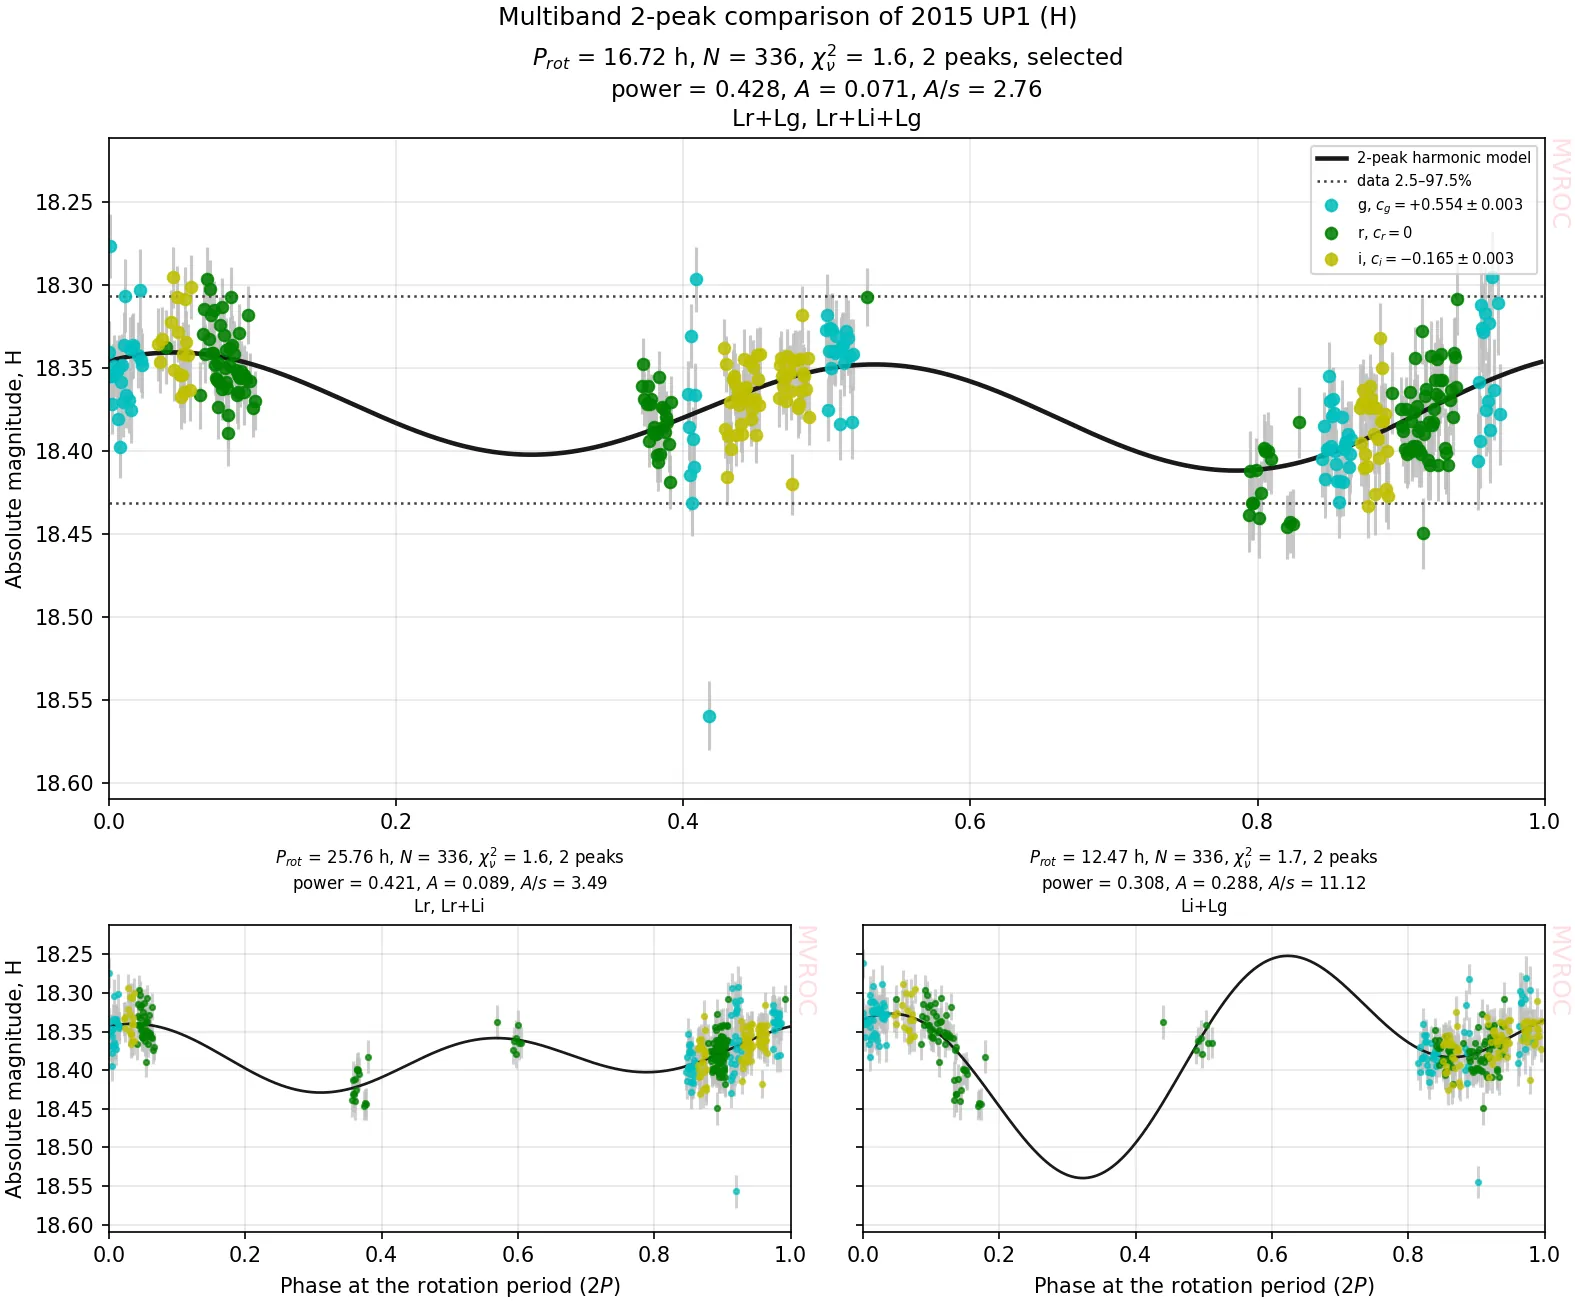 Multiband 2-peak comparison of 2015 UP1 (H)
P_rot = 16.72 h, N = 336, χ²_ν = 1.6, 2 peaks, selected
power = 0.428, A = 0.071, A/s = 2.76
Lr+Lg, Lr+Li+Lg
2-peak harmonic model
data 2.5–97.5%
g, c_g = +0.554 ± 0.003
r, c_r = 0
i, c_i = −0.165 ± 0.003
MVROC
Absolute magnitude, H
18.25
18.30
18.35
18.40
18.45
18.50
18.55
18.60
0.0 0.2 0.4 0.6 0.8 1.0
P_rot = 25.76 h, N = 336, χ²_ν = 1.6, 2 peaks
power = 0.421, A = 0.089, A/s = 3.49
Lr, Lr+Li
MVROC
Absolute magnitude, H
18.25
18.30
18.35
18.40
18.45
18.50
18.55
18.60
0.0 0.2 0.4 0.6 0.8 1.0
Phase at the rotation period (2P)
P_rot = 12.47 h, N = 336, χ²_ν = 1.7, 2 peaks
power = 0.308, A = 0.288, A/s = 11.12
Li+Lg
MVROC
0.0 0.2 0.4 0.6 0.8 1.0
Phase at the rotation period (2P)